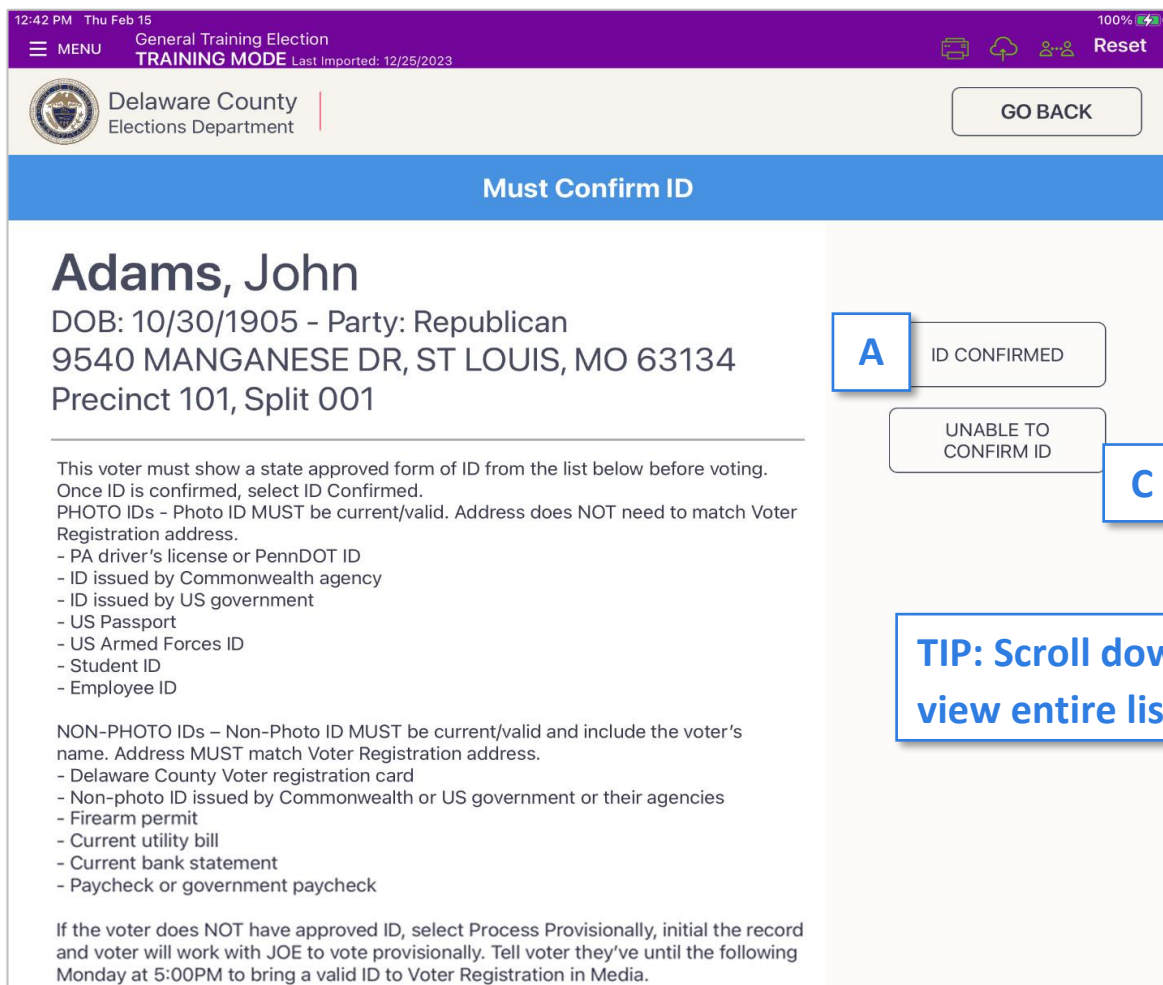 12:42 PM Thu Feb 15
100%
MENU
General Training Election
TRAINING MODE Last Imported: 12/25/2023
Reset
Delaware County
Elections Department
GO BACK
Must Confirm ID
Adams, John
DOB: 10/30/1905 - Party: Republican
9540 MANGANESE DR, ST LOUIS, MO 63134
Precinct 101, Split 001
A
ID CONFIRMED
UNABLE TO
CONFIRM ID
C
This voter must show a state approved form of ID from the list below before voting.
Once ID is confirmed, select ID Confirmed.
PHOTO IDs - Photo ID MUST be current/valid. Address does NOT need to match Voter
Registration address.
- PA driver's license or PennDOT ID
- ID issued by Commonwealth agency
- ID issued by US government
- US Passport
- US Armed Forces ID
- Student ID
- Employee ID
TIP: Scroll dow
view entire lis
NON-PHOTO IDs – Non-Photo ID MUST be current/valid and include the voter's
name. Address MUST match Voter Registration address.
- Delaware County Voter registration card
- Non-photo ID issued by Commonwealth or US government or their agencies
- Firearm permit
- Current utility bill
- Current bank statement
- Paycheck or government paycheck
If the voter does NOT have approved ID, select Process Provisionally, initial the record
and voter will work with JOE to vote provisionally. Tell voter they've until the following
Monday at 5:00PM to bring a valid ID to Voter Registration in Media.